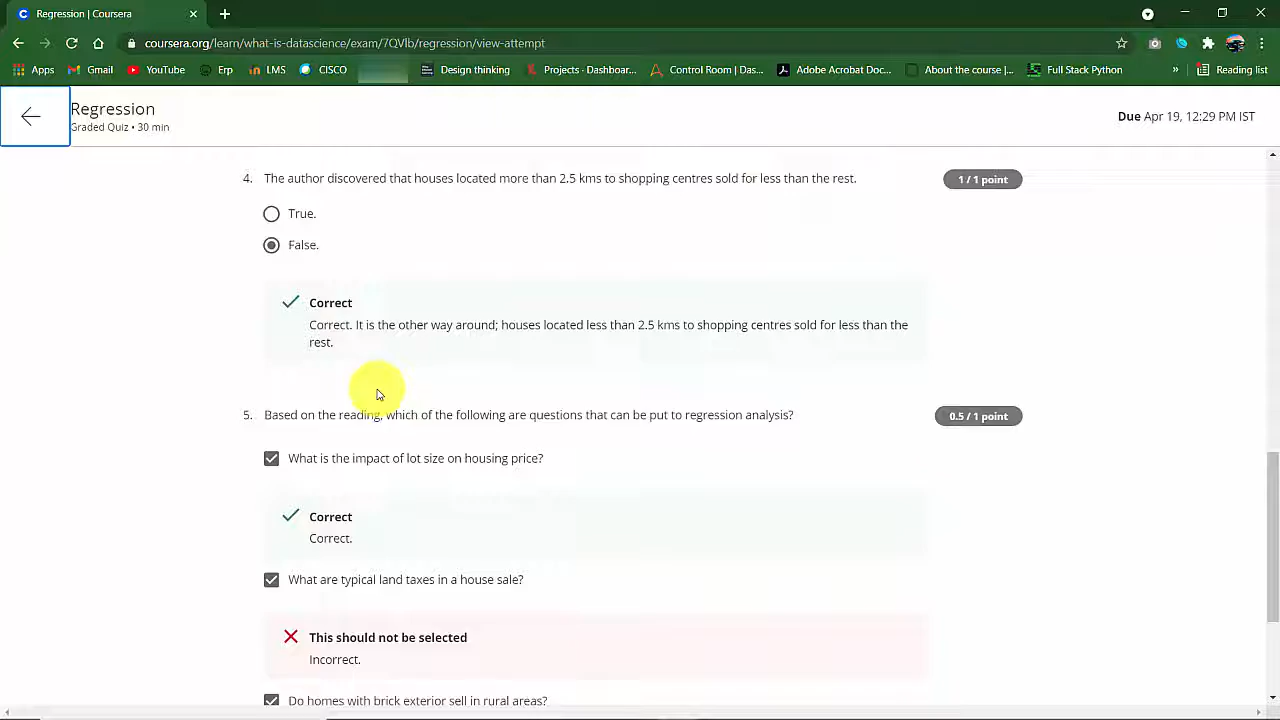 Regression | Coursera
coursera.org/learn/what-is-datascience/exam/7QVlb/regression/view-attempt
Apps Gmail YouTube Erp LMS CISCO Design thinking Projects - Dashboar... Control Room | Das... Adobe Acrobat Doc... About the course |... Full Stack Python » Reading list
Regression
Graded Quiz • 30 min
Due Apr 19, 12:29 PM IST
4. The author discovered that houses located more than 2.5 kms to shopping centres sold for less than the rest.
1 / 1 point
True.
False.
Correct
Correct. It is the other way around; houses located less than 2.5 kms to shopping centres sold for less than the
rest.
5. Based on the reading, which of the following are questions that can be put to regression analysis?
0.5 / 1 point
What is the impact of lot size on housing price?
Correct
Correct.
What are typical land taxes in a house sale?
This should not be selected
Incorrect.
Do homes with brick exterior sell in rural areas?